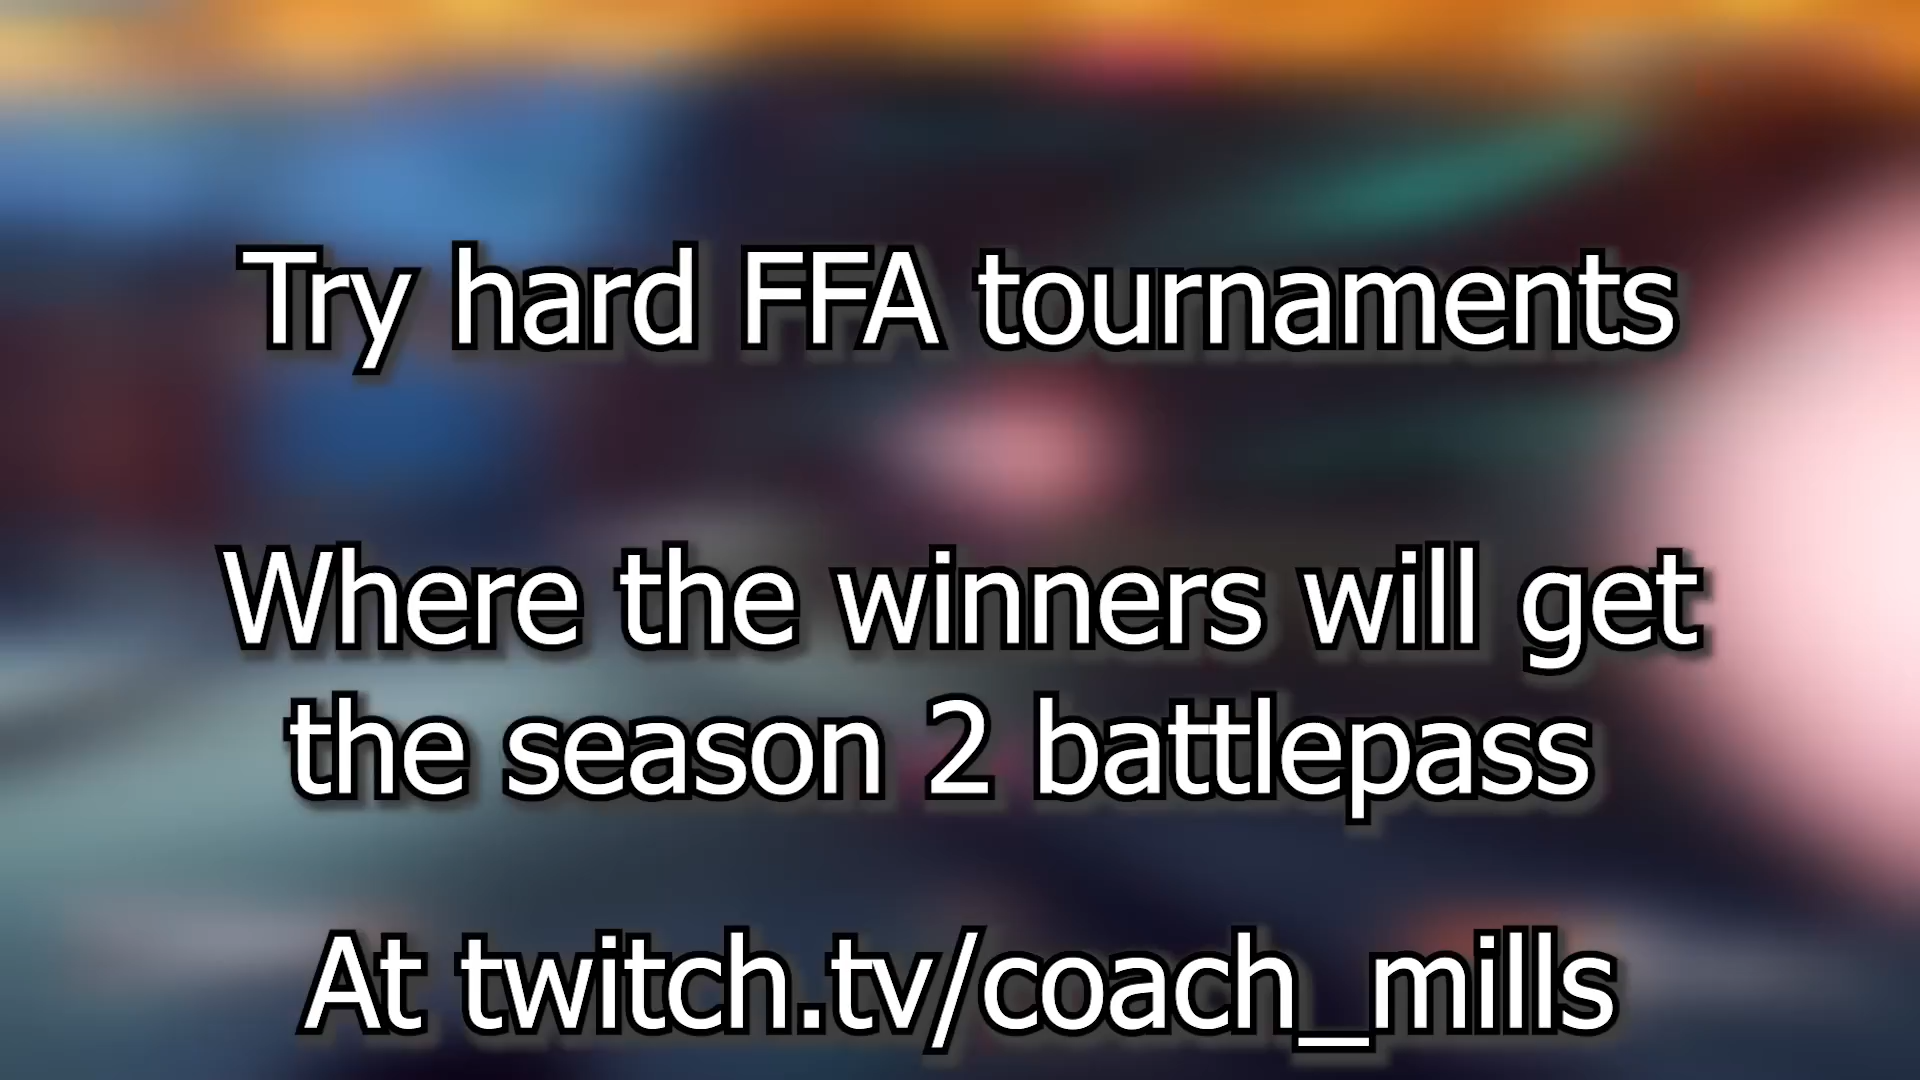 Try hard FFA tournaments
Where the winners will get
the season 2 battlepass
At twitch.tv/coach_mills